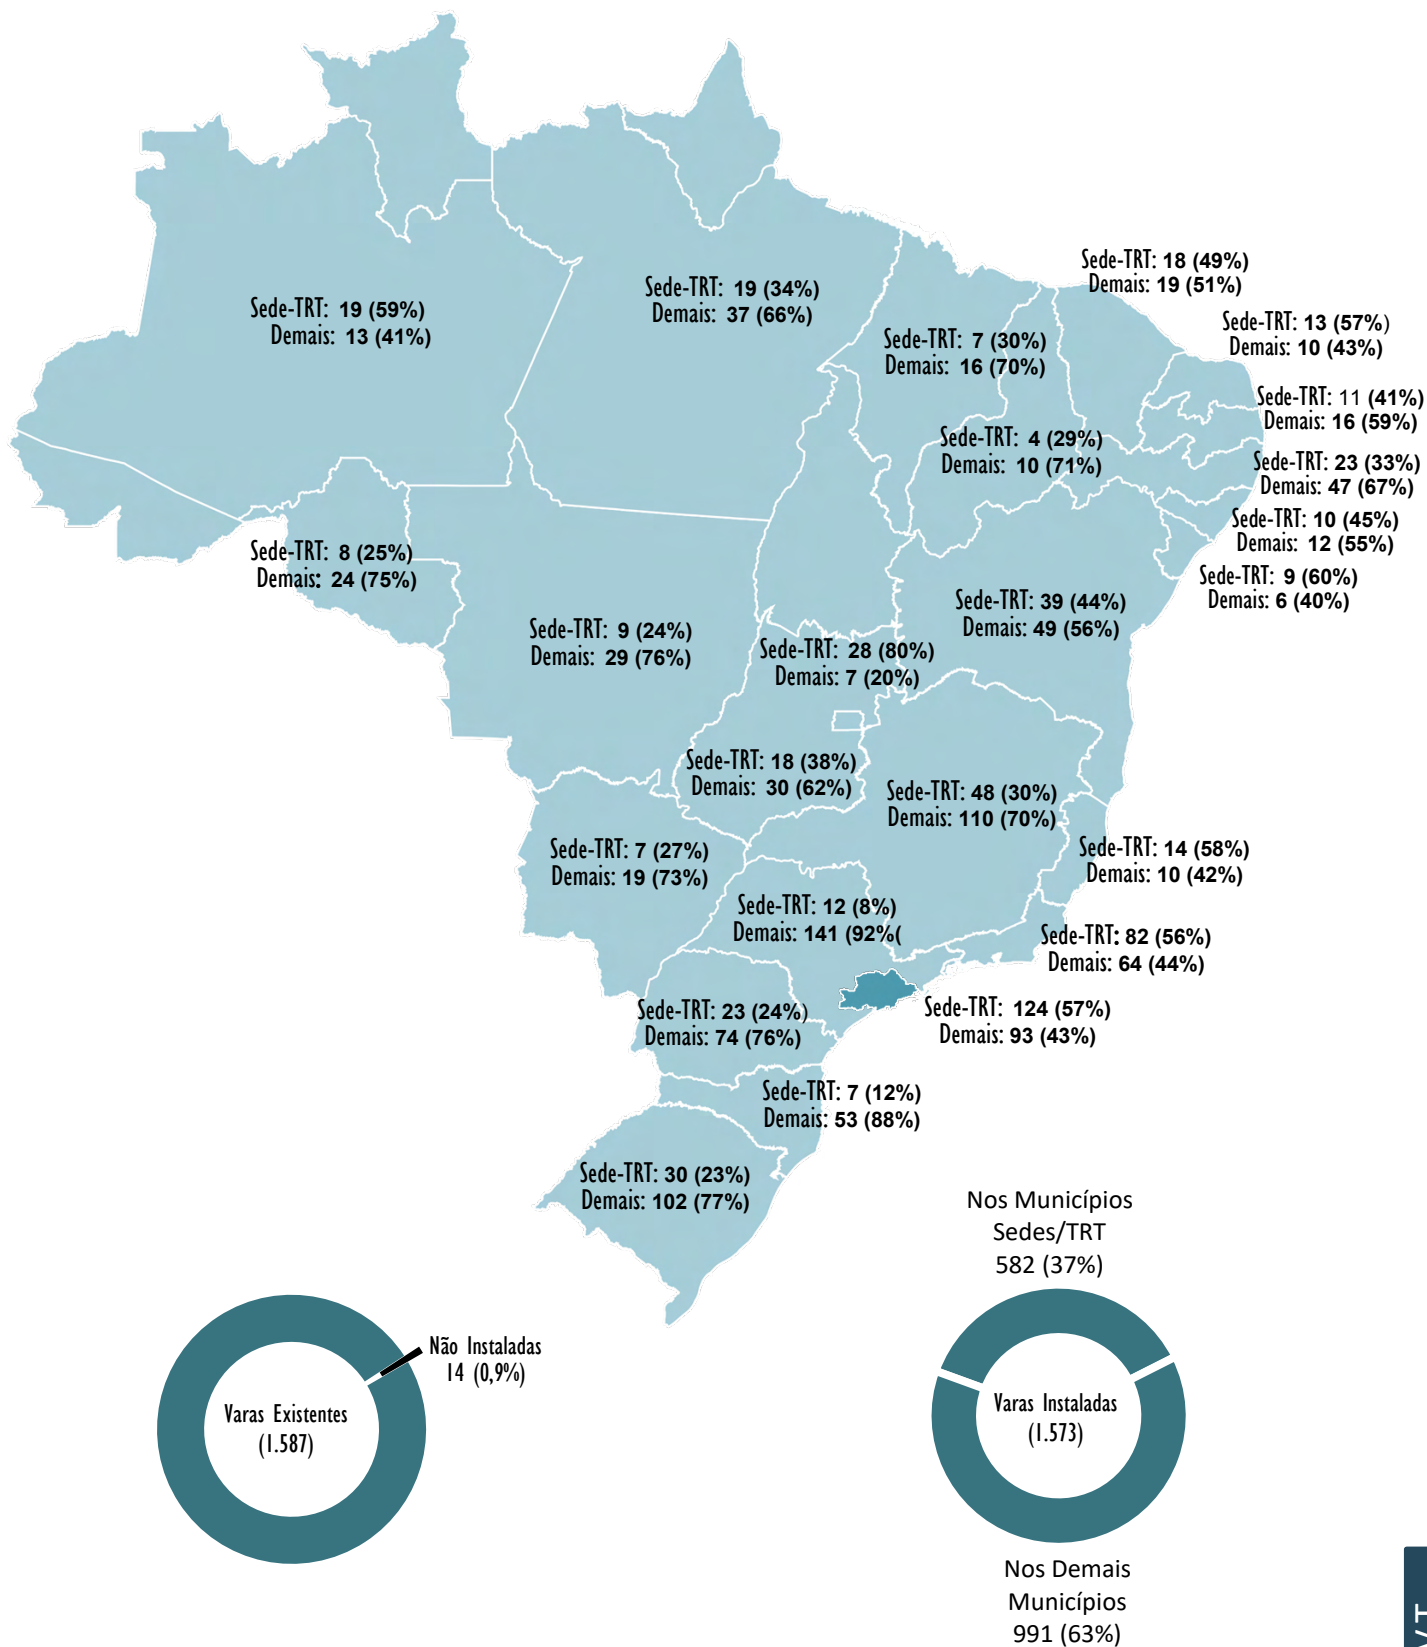 Sede-TRT: 18 (49%)
Demais: 19 (51%)
Sede-TRT: 19 (34%)
Demais: 37 (66%)
Sede-TRT: 19 (59%)
Demais: 13 (41%)
Sede-TRT: 13 (57%)
Demais: 10 (43%)
Sede-TRT: 7 (30%)
Demais: 16 (70%)
Sede-TRT: 11 (41%)
Demais: 16 (59%)
Sede-TRT: 4 (29%)
Demais: 10 (71%)
Sede-TRT: 23 (33%)
Demais: 47 (67%)
Sede-TRT: 10 (45%)
Demais: 12 (55%)
Sede-TRT: 8 (25%)
Demais: 24 (75%)
Sede-TRT: 9 (60%)
Demais: 6 (40%)
Sede-TRT: 39 (44%)
Demais: 49 (56%)
Sede-TRT: 9 (24%)
Demais: 29 (76%)
Sede-TRT: 28 (80%)
Demais: 7 (20%)
Sede-TRT: 18 (38%)
Demais: 30 (62%)
Sede-TRT: 48 (30%)
Demais: 110 (70%)
Sede-TRT: 7 (27%)
Demais: 19 (73%)
Sede-TRT: 14 (58%)
Demais: 10 (42%)
Sede-TRT: 12 (8%)
Demais: 141 (92%(
Sede-TRT: 82 (56%)
Demais: 64 (44%)
Sede-TRT: 23 (24%)
Demais: 74 (76%)
Sede-TRT: 124 (57%)
Demais: 93 (43%)
Sede-TRT: 7 (12%)
Demais: 53 (88%)
Sede-TRT: 30 (23%)
Demais: 102 (77%)
Nos Municípios
Sedes/TRT
582 (37%)
Não Instaladas
14 (0,9%)
Varas Existentes
(1.587)
Varas Instaladas
(1.573)
Nos Demais
Municípios
991 (63%)